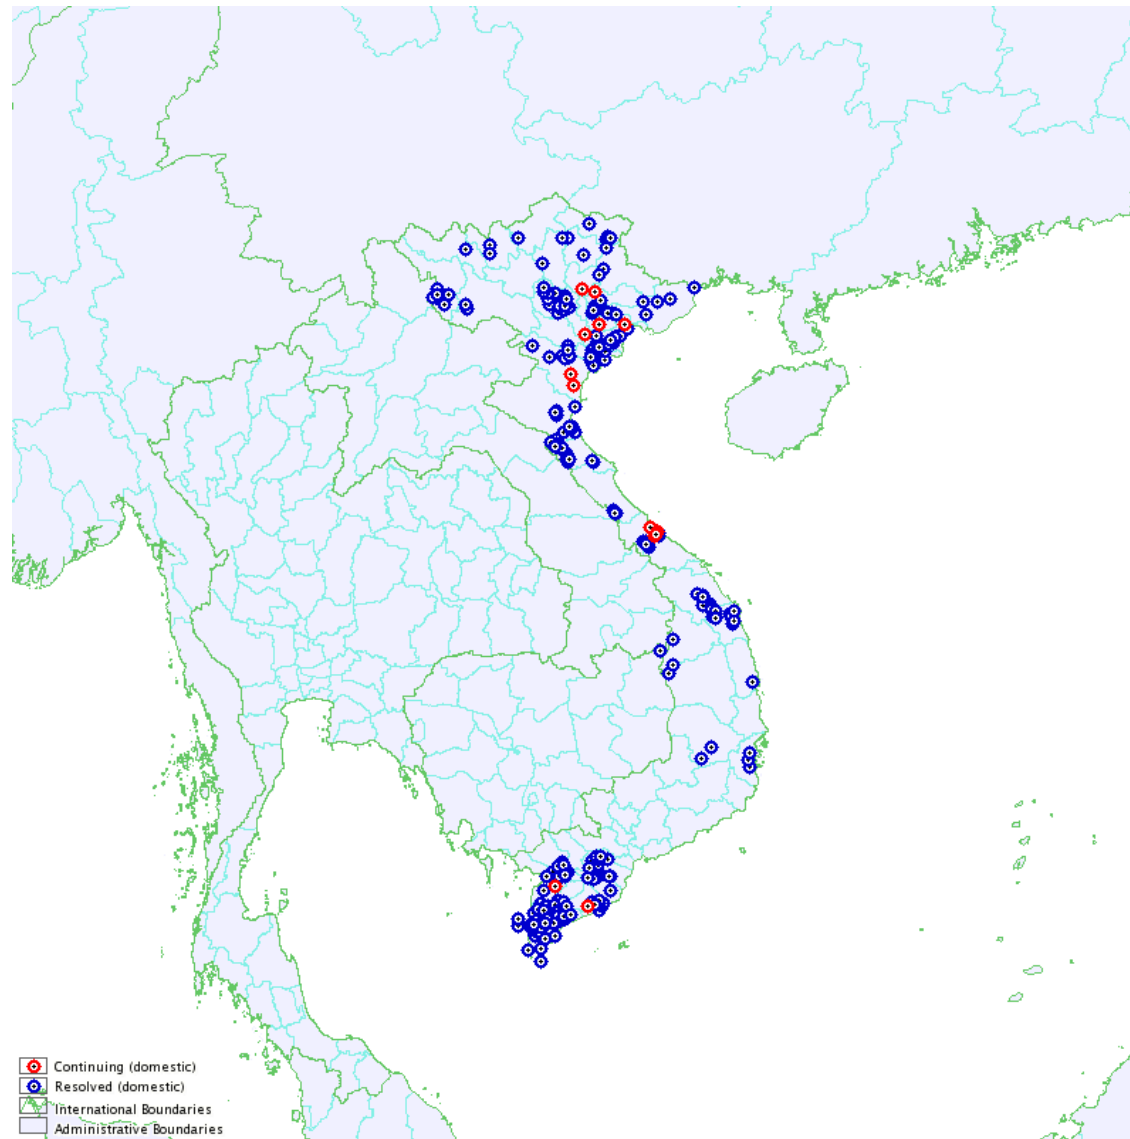 Continuing (domestic)
Resolved (domestic)
International Boundaries
Administrative Boundaries